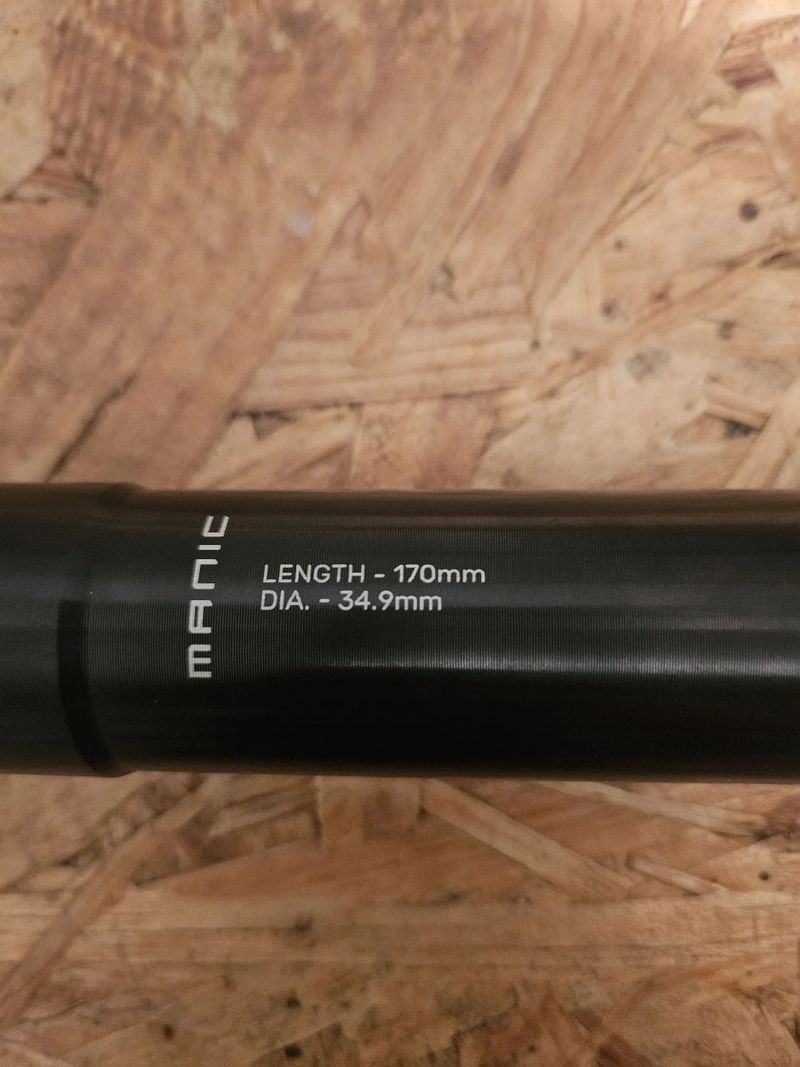 MANIC
LENGTH - 170mm
DIA. - 34.9mm